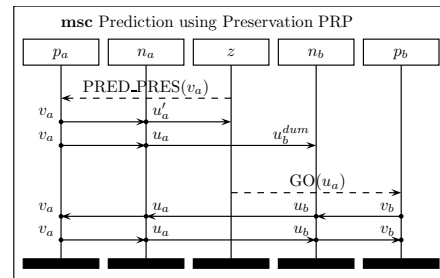 msc Prediction using Preservation PRP
p_a n_a z n_b p_b
PRED_PRES(v_a)
v_a u'_a
v_a u_a u_b^{dum}
GO(u_a)
v_a u_a u_b v_b
v_a u_a u_b v_b